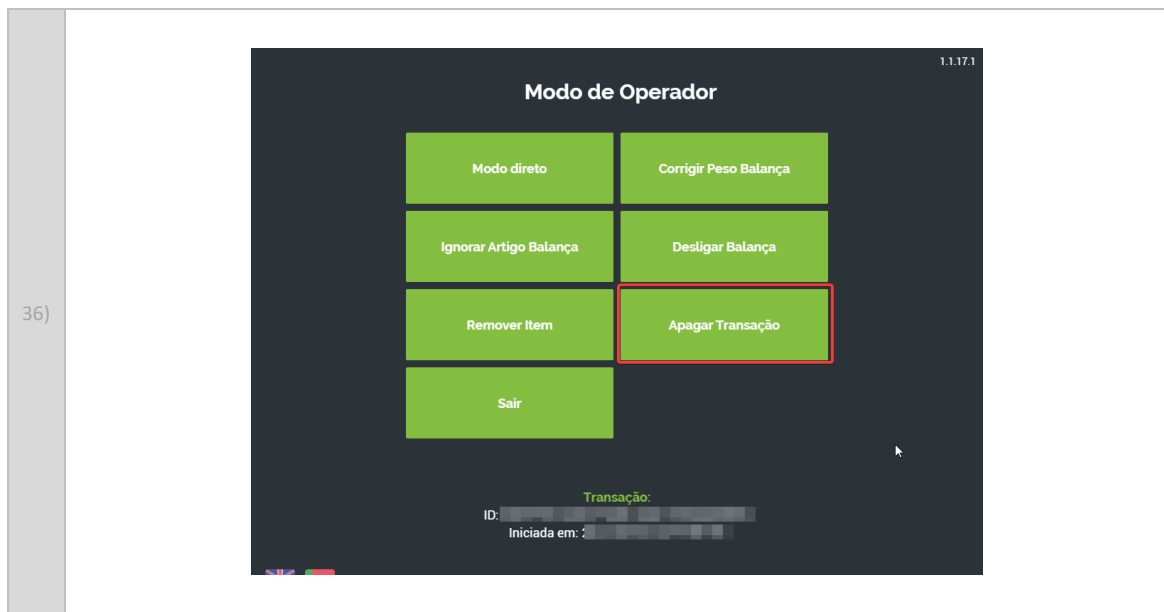 36)
1.1.17.1
Modo de Operador
Modo direto
Corrigir Peso Balança
Ignorar Artigo Balança
Desligar Balança
Remover Item
Apagar Transação
Sair
Transação:
ID:
Iniciada em: